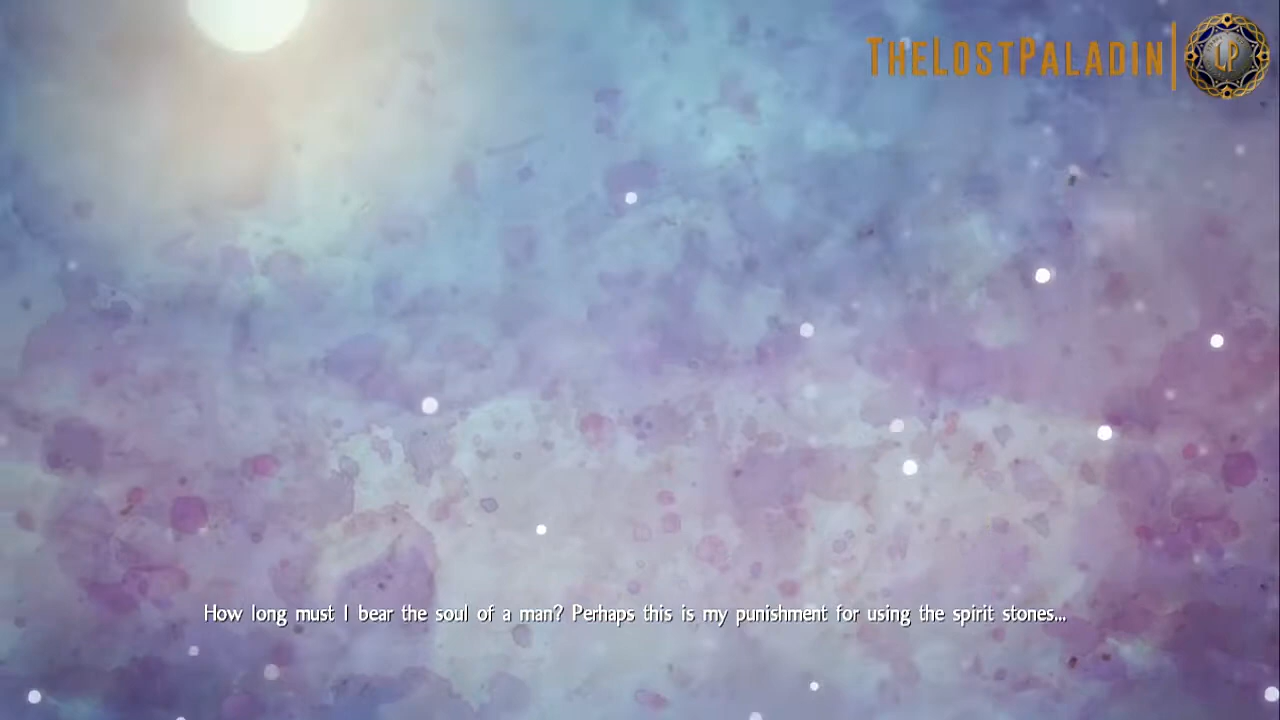 THELOSTPALADIN
LP
How long must I bear the soul of a man? Perhaps this is my punishment for using the spirit stones...